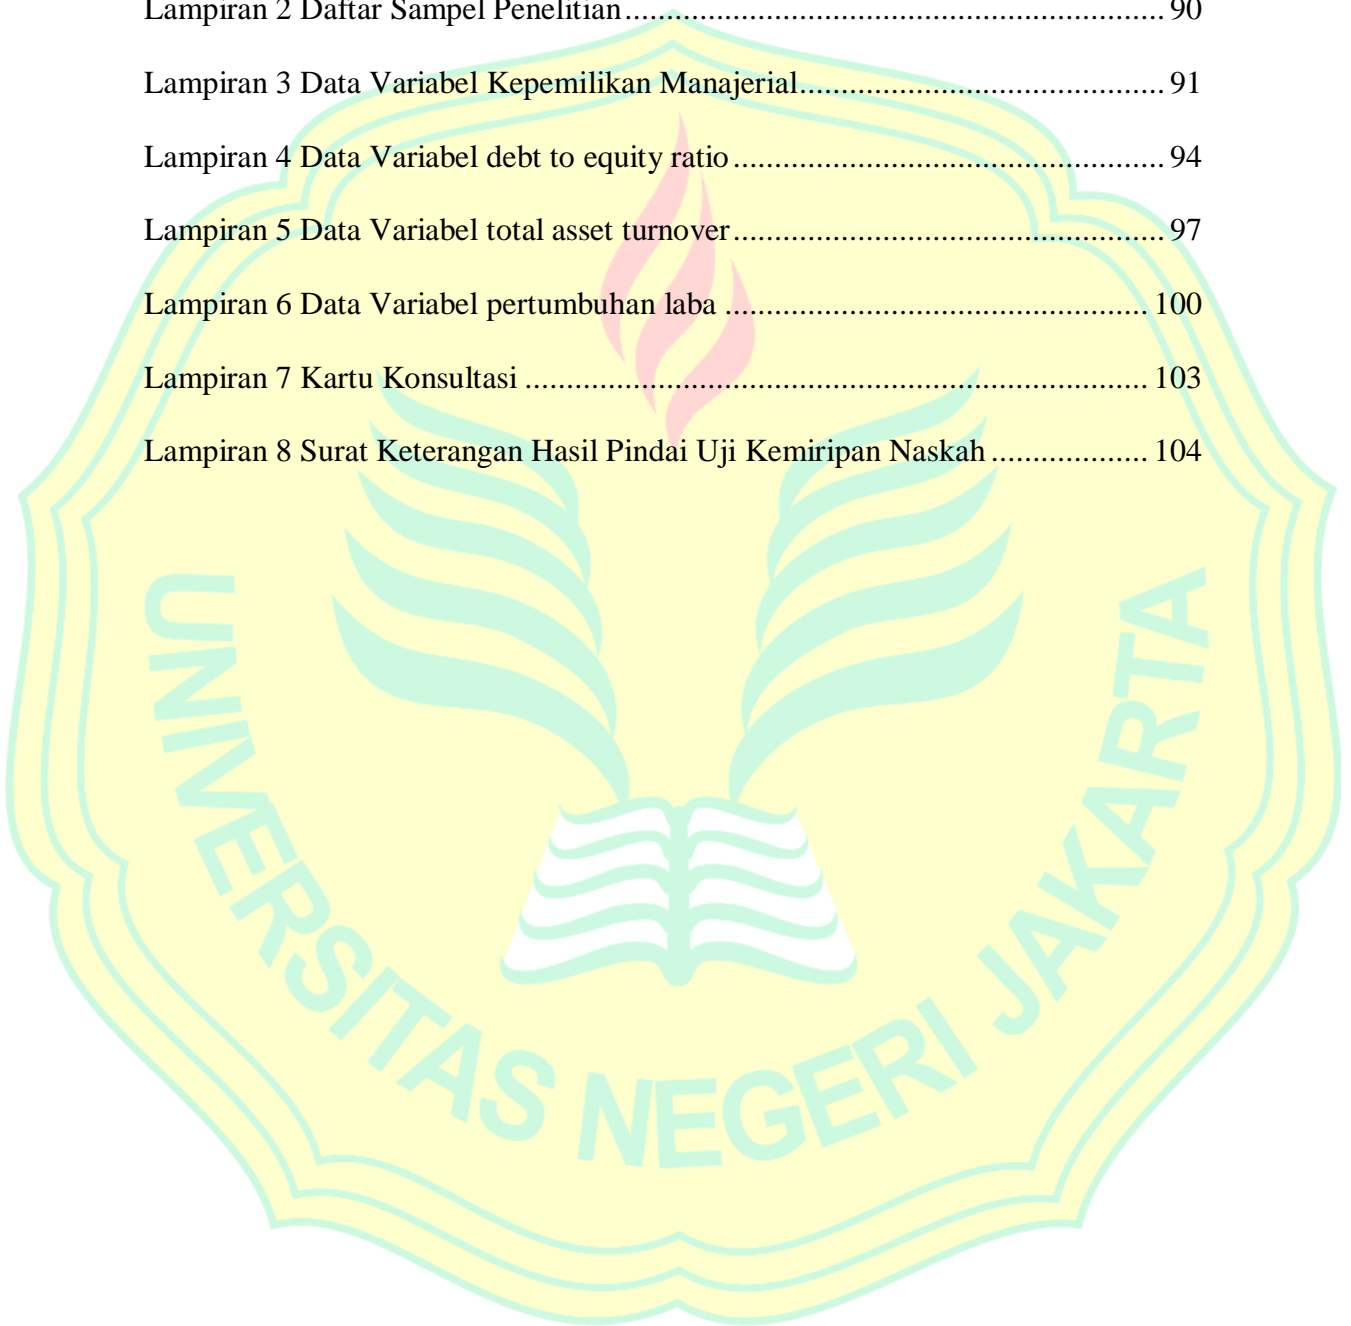 Lampiran 2 Daftar Sampel Penelitian.................................................................. 90
Lampiran 3 Data Variabel Kepemilikan Manajerial............................................. 91
Lampiran 4 Data Variabel debt to equity ratio..................................................... 94
Lampiran 5 Data Variabel total asset turnover..................................................... 97
Lampiran 6 Data Variabel pertumbuhan laba .................................................... 100
Lampiran 7 Kartu Konsultasi ............................................................................ 103
Lampiran 8 Surat Keterangan Hasil Pindai Uji Kemiripan Naskah ................... 104
UNIVERSITAS NEGERI JAKARTA